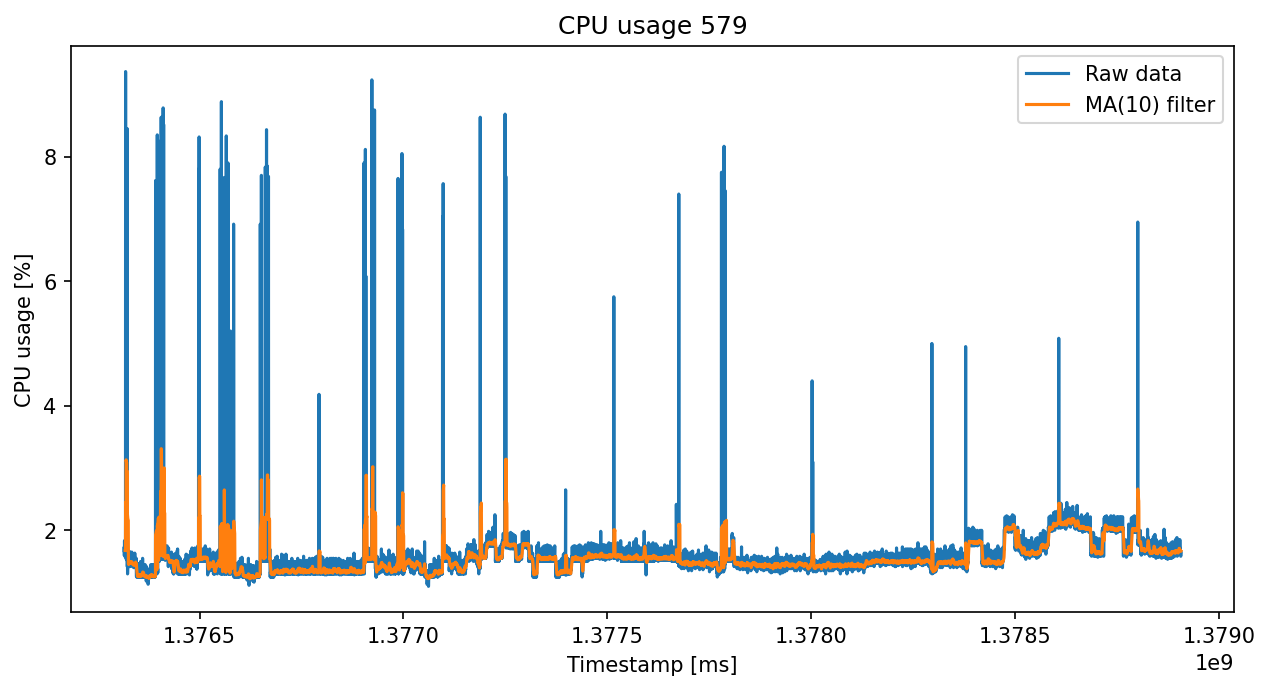 CPU usage 579
Raw data
MA(10) filter
CPU usage [%]
8
6
4
2
1.3765 1.3770 1.3775 1.3780 1.3785 1.3790
1e9
Timestamp [ms]